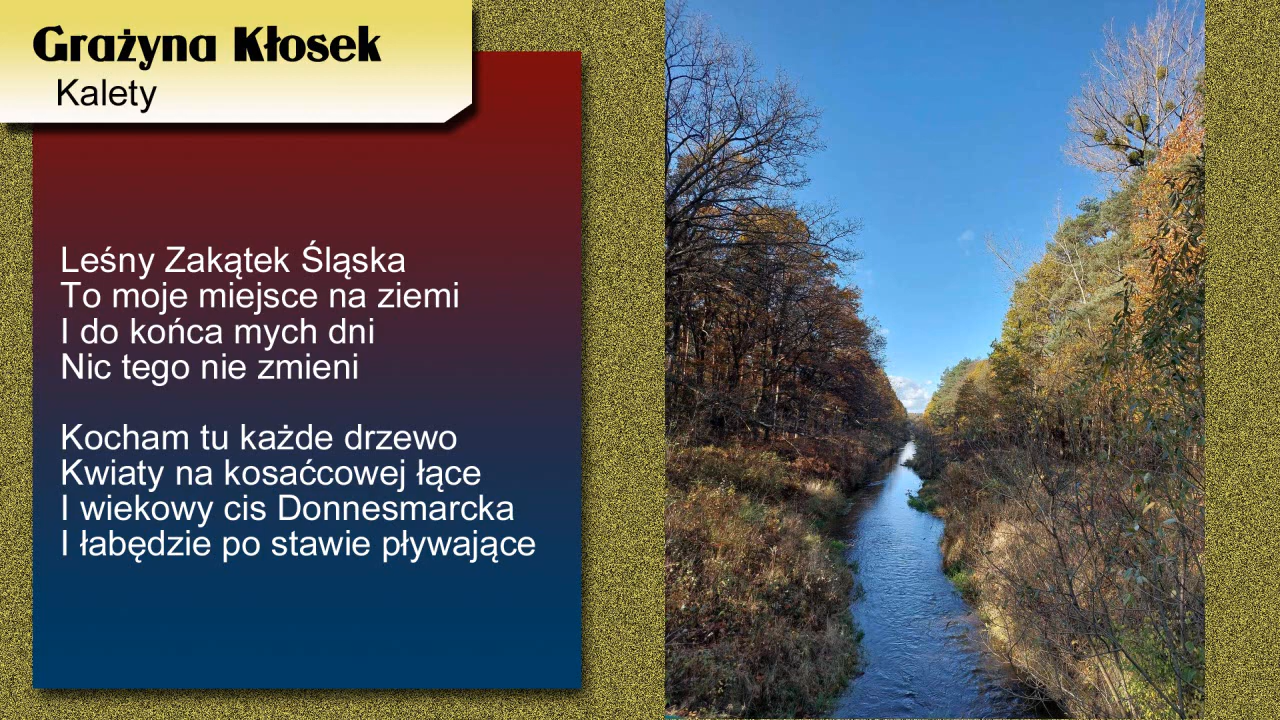 Grażyna Kłosek
Kalety
Leśny Zakątek Śląska
To moje miejsce na ziemi
I do końca mych dni
Nic tego nie zmieni
Kocham tu każde drzewo
Kwiaty na kosaćcowej łące
I wiekowy cis Donnesmarcka
I łabędzie po stawie pływające